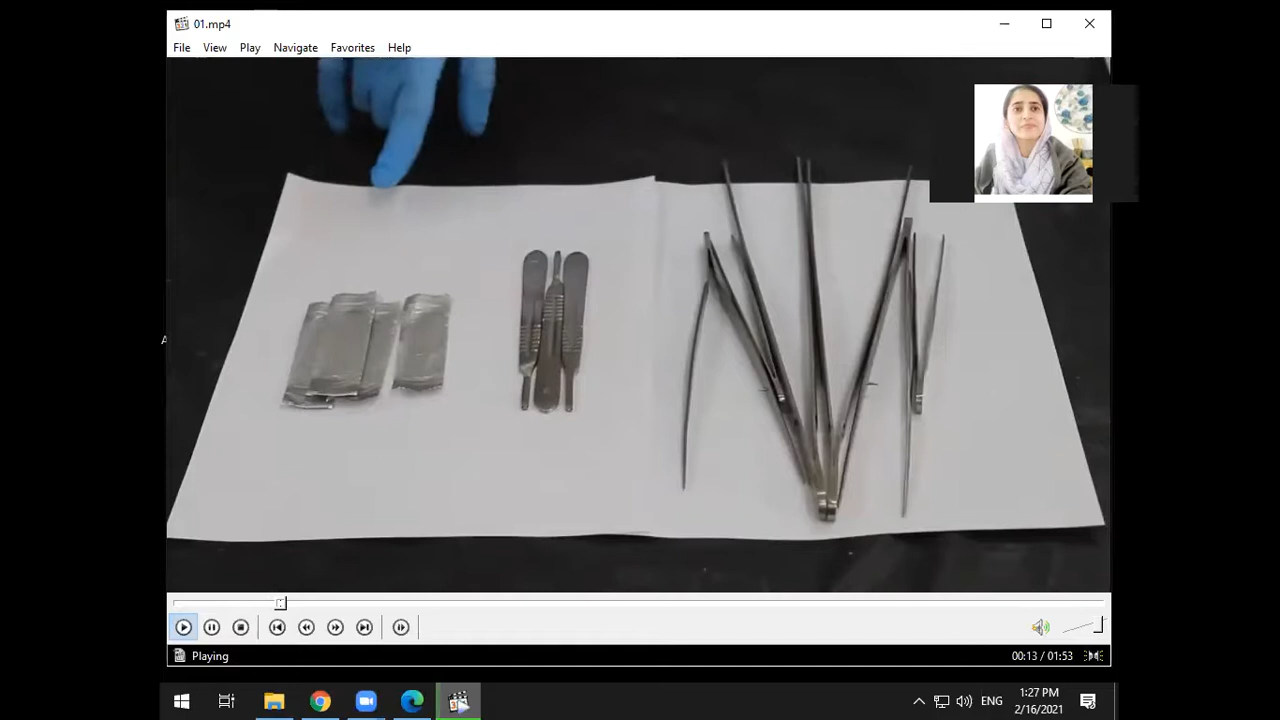 01.mp4
File View Play Navigate Favorites Help
Playing
00:13 / 01:53
ENG
1:27 PM
2/16/2021